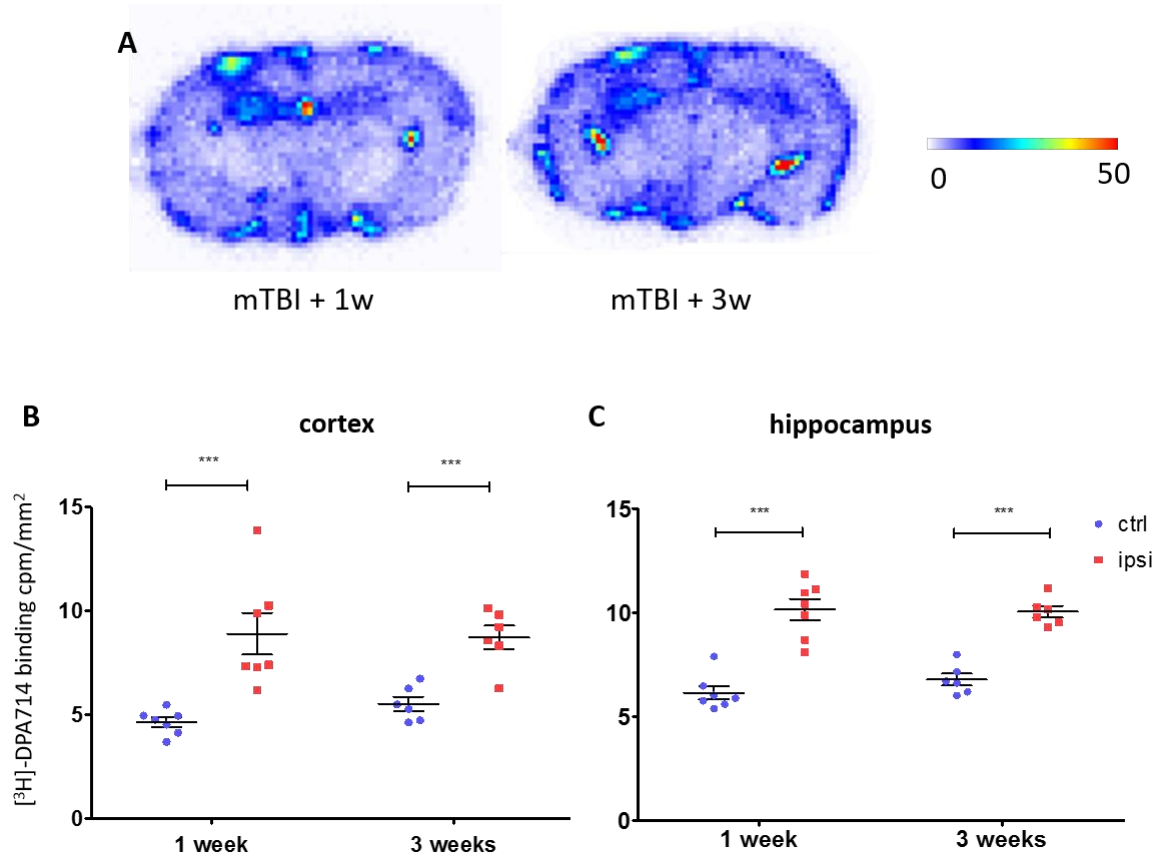 A
0 50
mTBI + 1w mTBI + 3w
B cortex
*** ***
[³H]-DPA714 binding cpm/mm²
15
10
5
0
1 week 3 weeks
C hippocampus
*** ***
15
10
5
0
1 week 3 weeks
ctrl
ipsi